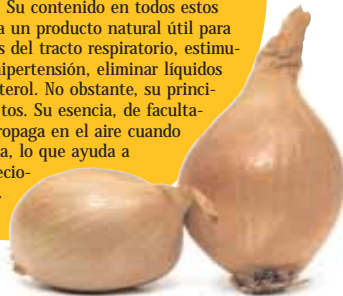 Su contenido en todos estos
a un producto natural útil para
s del tracto respiratorio, estimu-
hipertensión, eliminar líquidos
terol. No obstante, su princi-
tos. Su esencia, de faculta-
ropaga en el aire cuando
a, lo que ayuda a
ecio-